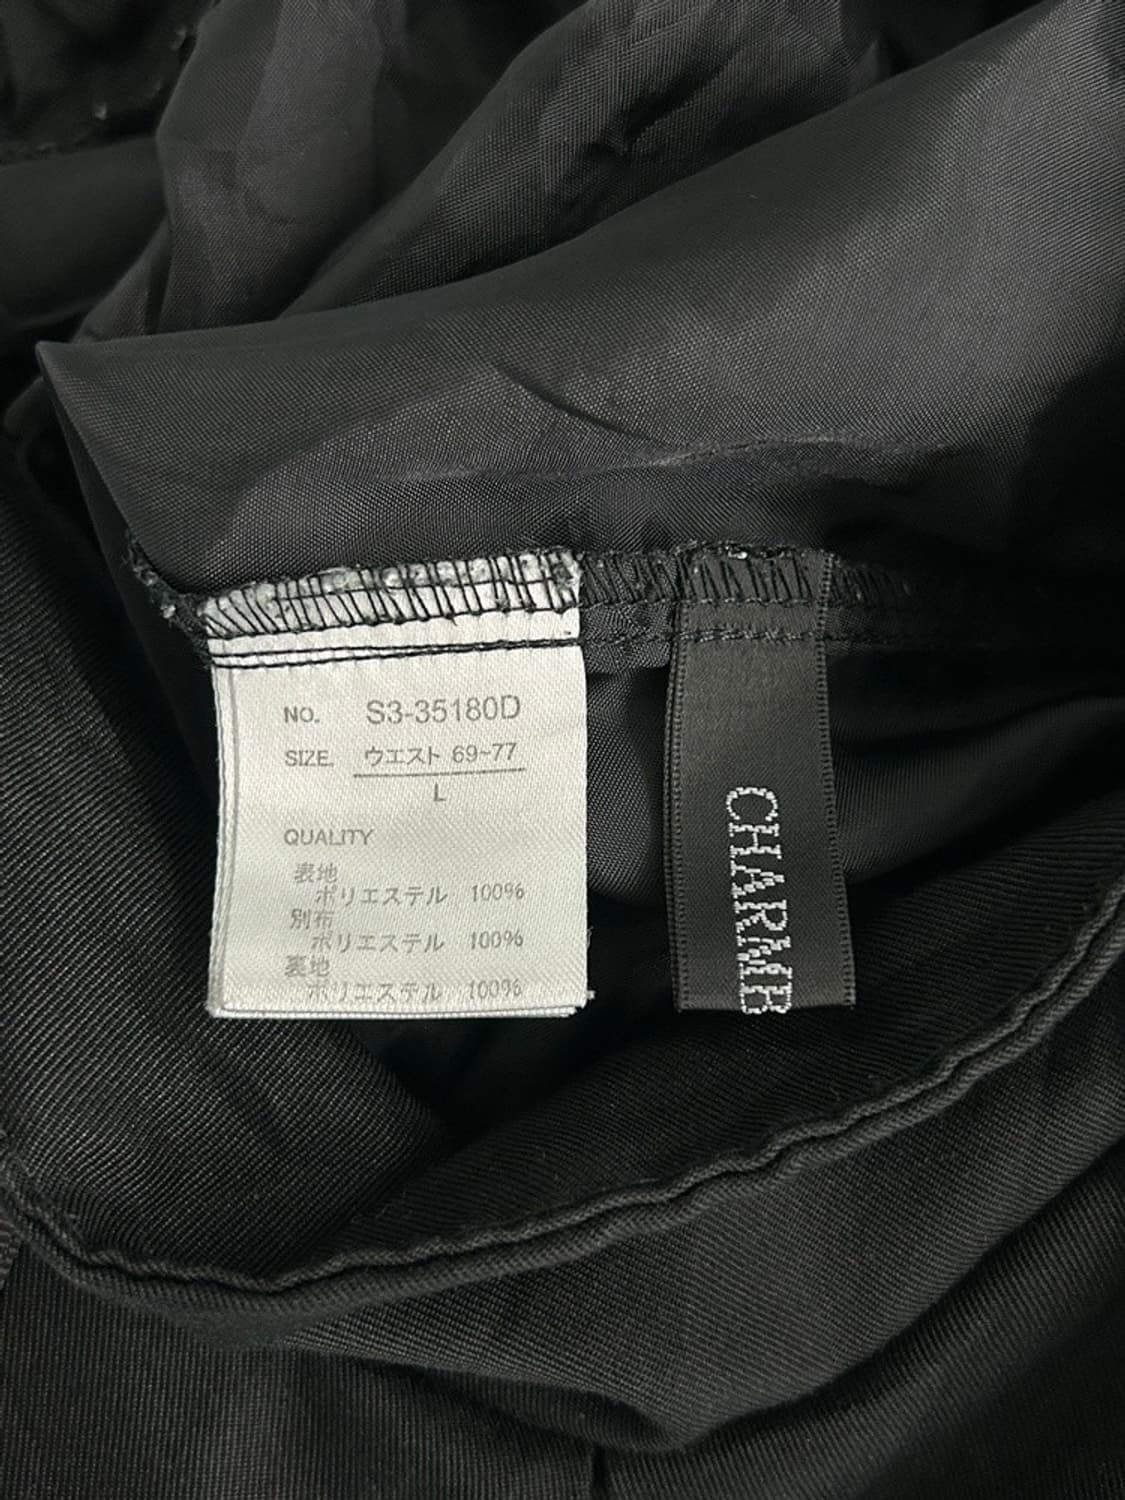 NO. S3-35180D
SIZE. ウエスト 69~77
L
QUALITY
表地
ポリエステル 100%
別布
ポリエステル 100%
裏地
ポリエステル 100%
CHARMB